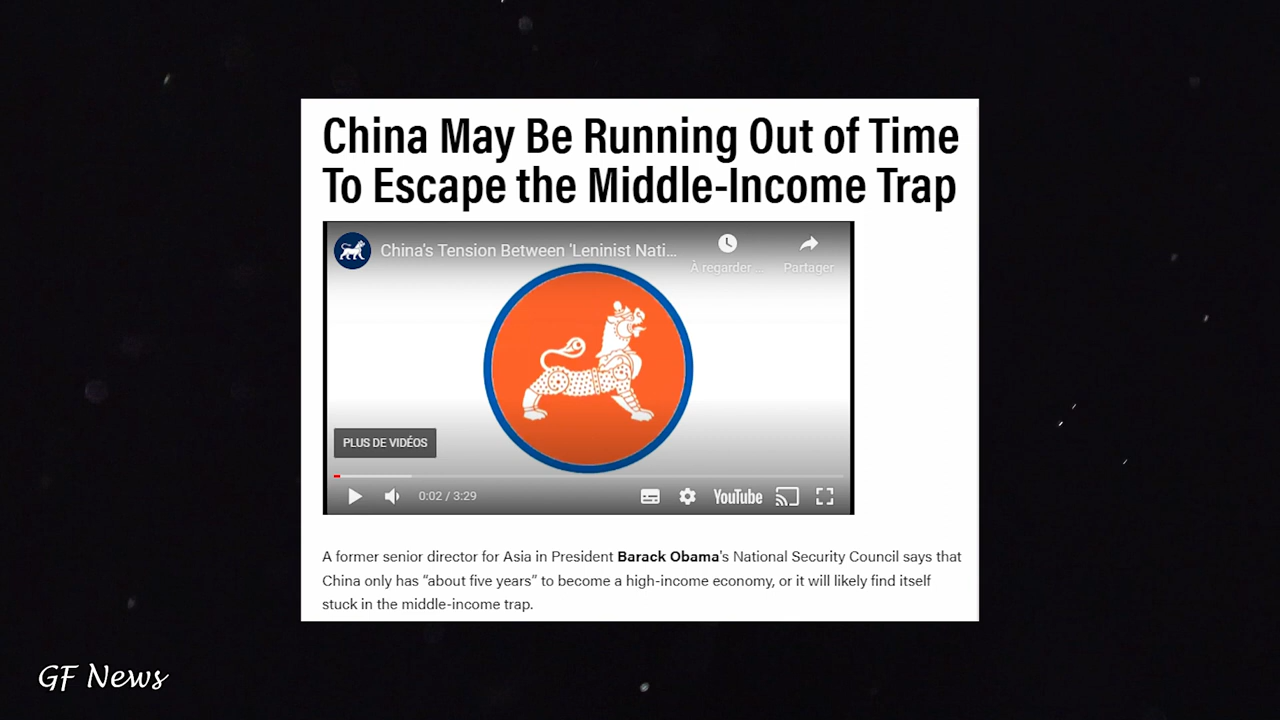 China May Be Running Out of Time
To Escape the Middle-Income Trap
China's Tension Between 'Leninist Nati...
À regarder ...
Partager
PLUS DE VIDÉOS
0:02 / 3:29
YouTube
A former senior director for Asia in President Barack Obama's National Security Council says that
China only has “about five years” to become a high-income economy, or it will likely find itself
stuck in the middle-income trap.
GF News